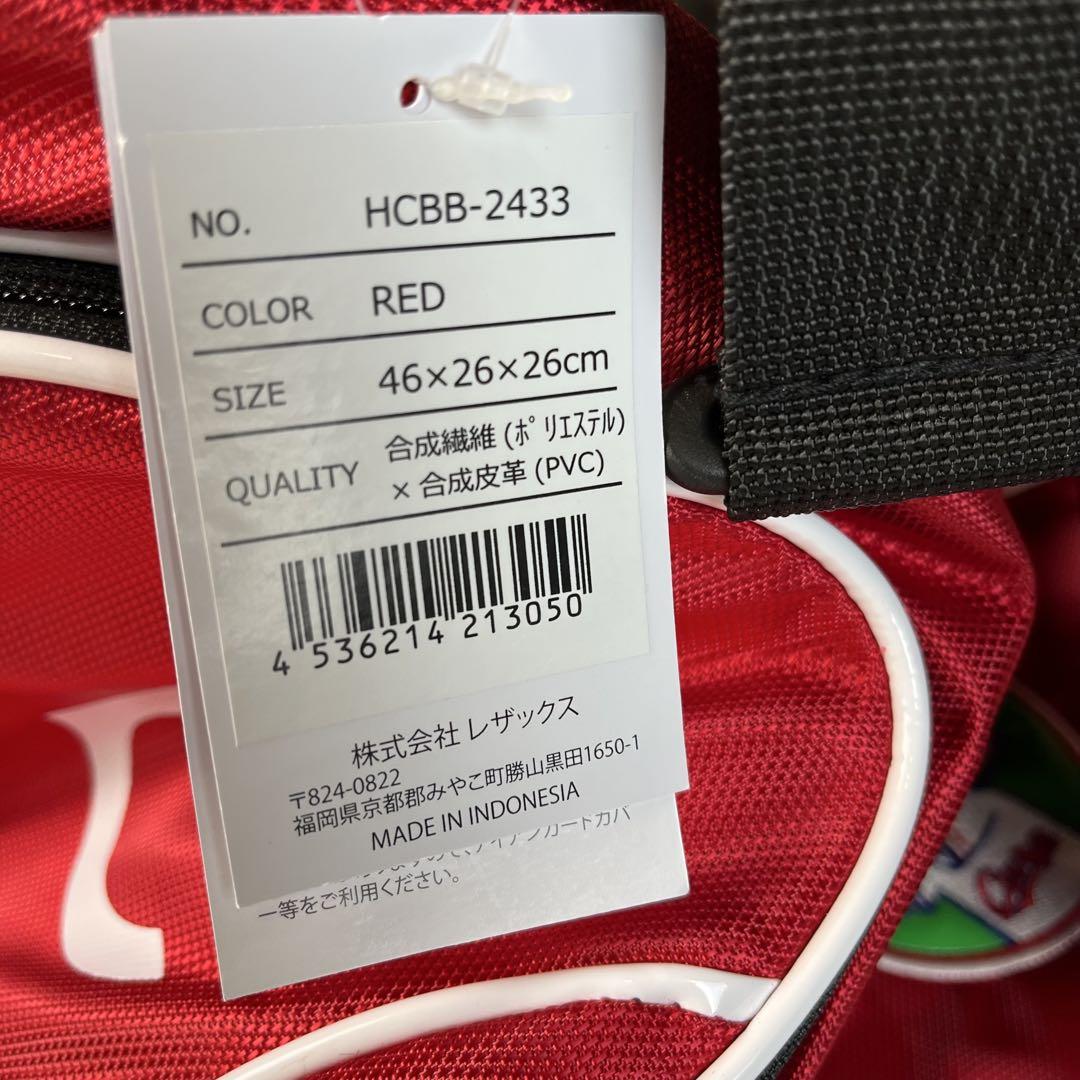 NO. HCBB-2433
COLOR RED
SIZE 46×26×26cm
QUALITY 合成繊維(ポリエステル)
×合成皮革(PVC)
4 536214 213050
株式会社 レザックス
〒824-0822
福岡県京都郡みやこ町勝山黒田1650-1
MADE IN INDONESIA
ー等をご利用ください。